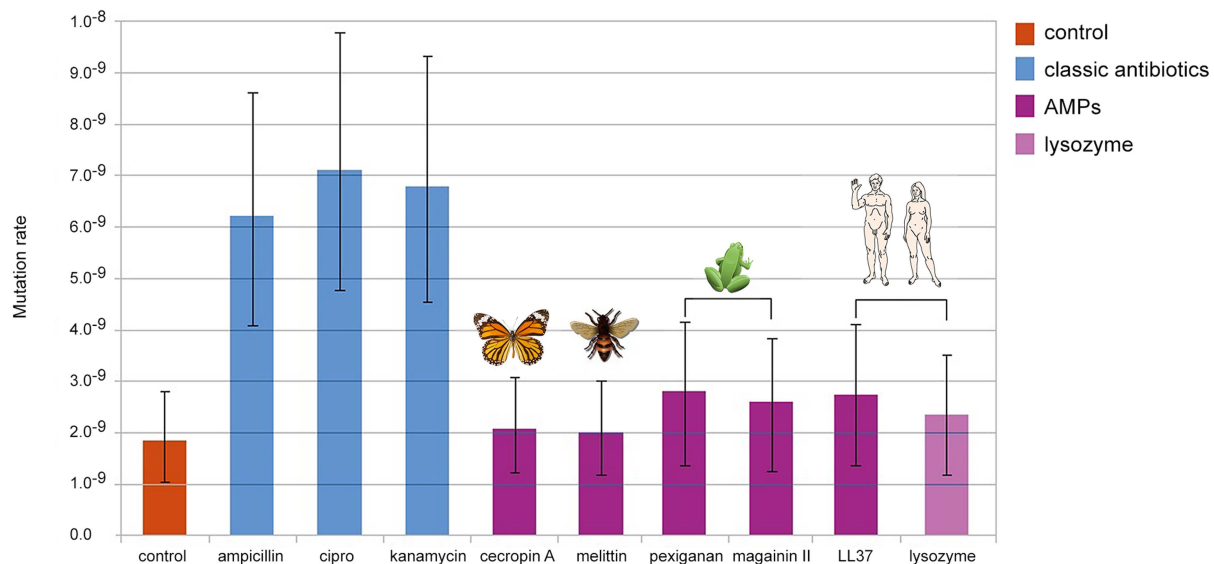 1.0⁻⁸
9.0⁻⁹
8.0⁻⁹
7.0⁻⁹
6.0⁻⁹
5.0⁻⁹
4.0⁻⁹
3.0⁻⁹
2.0⁻⁹
1.0⁻⁹
0.0
Mutation rate
control
ampicillin
cipro
kanamycin
cecropin A
melittin
pexiganan
magainin II
LL37
lysozyme
control
classic antibiotics
AMPs
lysozyme